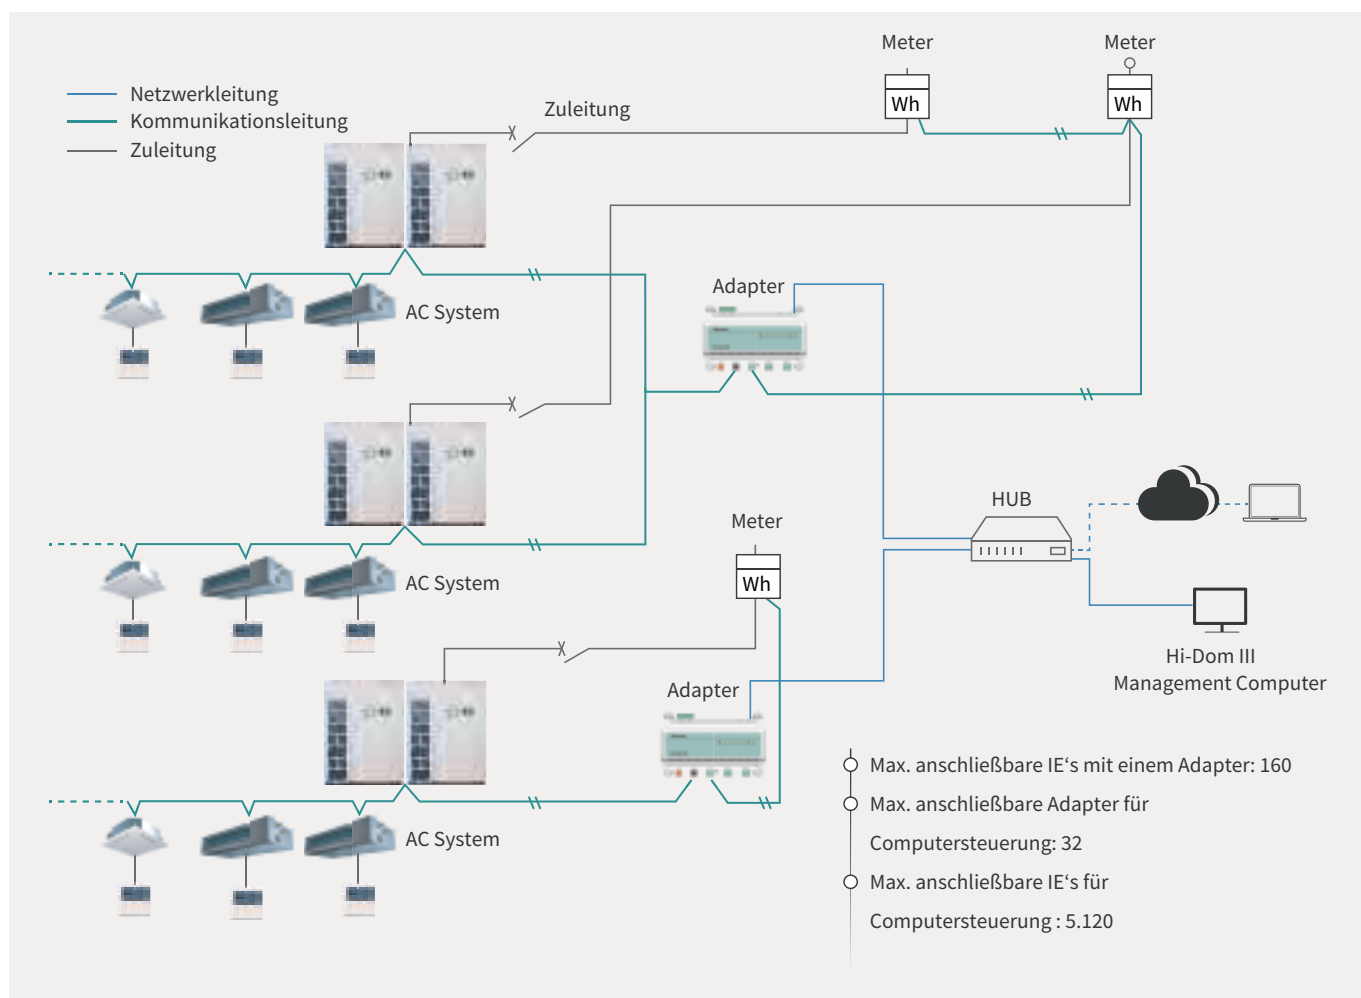 Meter
Meter
Netzwerkleitung
Kommunikationsleitung
Zuleitung
Zuleitung
Wh
Wh
Adapter
AC System
HUB
Meter
Wh
AC System
Hi-Dom III
Management Computer
Adapter
AC System
Max. anschließbare IE‘s mit einem Adapter: 160
Max. anschließbare Adapter für
Computersteuerung: 32
Max. anschließbare IE‘s für
Computersteuerung : 5.120